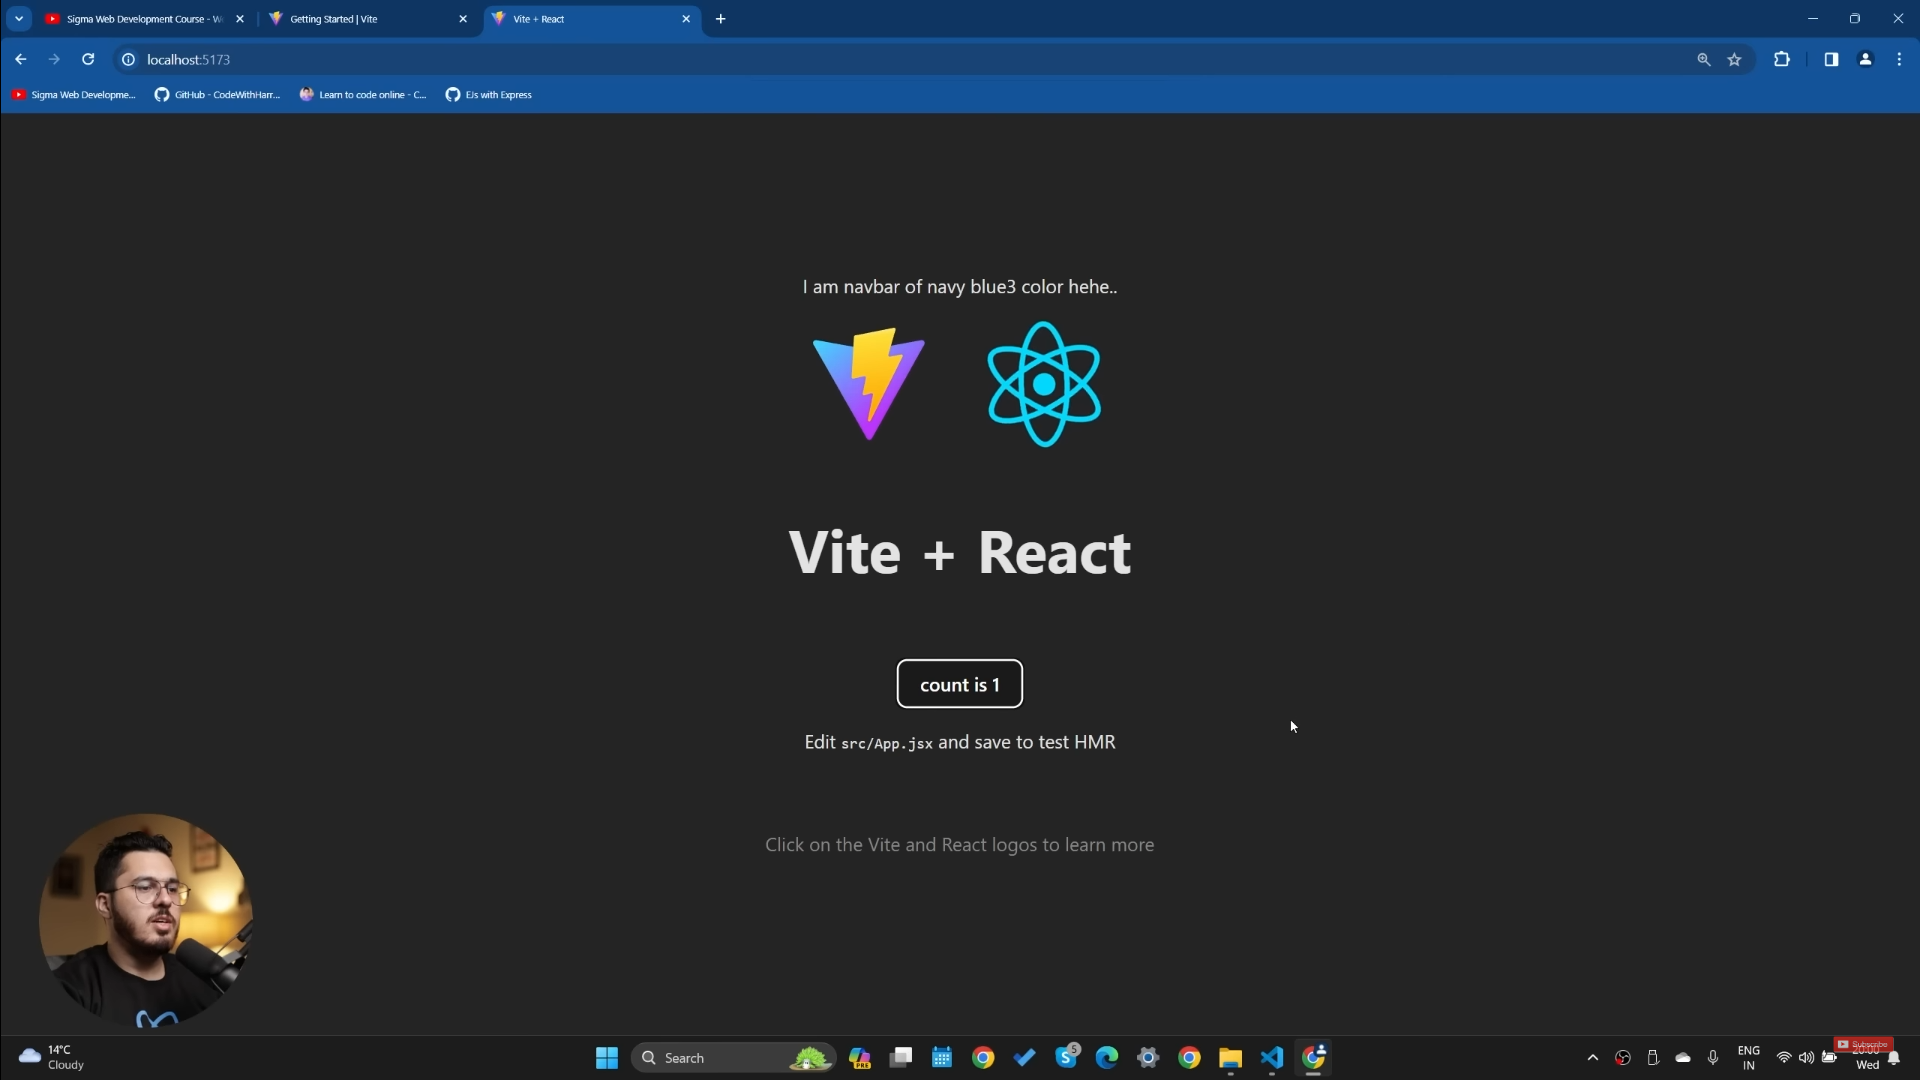 Sigma Web Development Course - W
Getting Started | Vite
Vite + React
localhost:5173
Sigma Web Developme...
GitHub - CodeWithHarr...
Learn to code online - C...
EJs with Express
I am navbar of navy blue3 color hehe..
Vite + React
count is 1
Edit src/App.jsx and save to test HMR
Click on the Vite and React logos to learn more
14°C
Cloudy
Search
PRE
5
ENG
IN
Subscribe
Wed